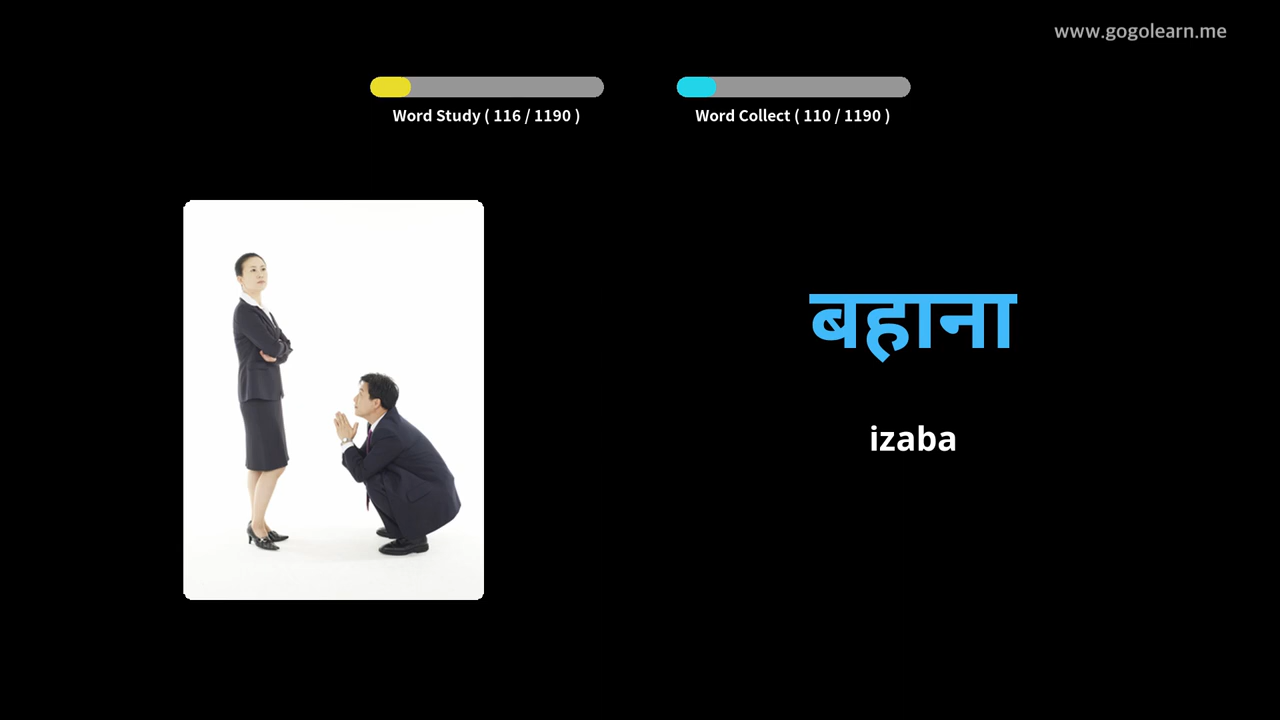 www.gogolearn.me
Word Study ( 116 / 1190 )
Word Collect ( 110 / 1190 )
बहाना
izaba